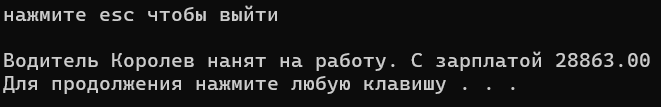 нажмите esc чтобы выйти
Водитель Королев нанят на работу. С зарплатой 28863.00
Для продолжения нажмите любую клавишу . . .